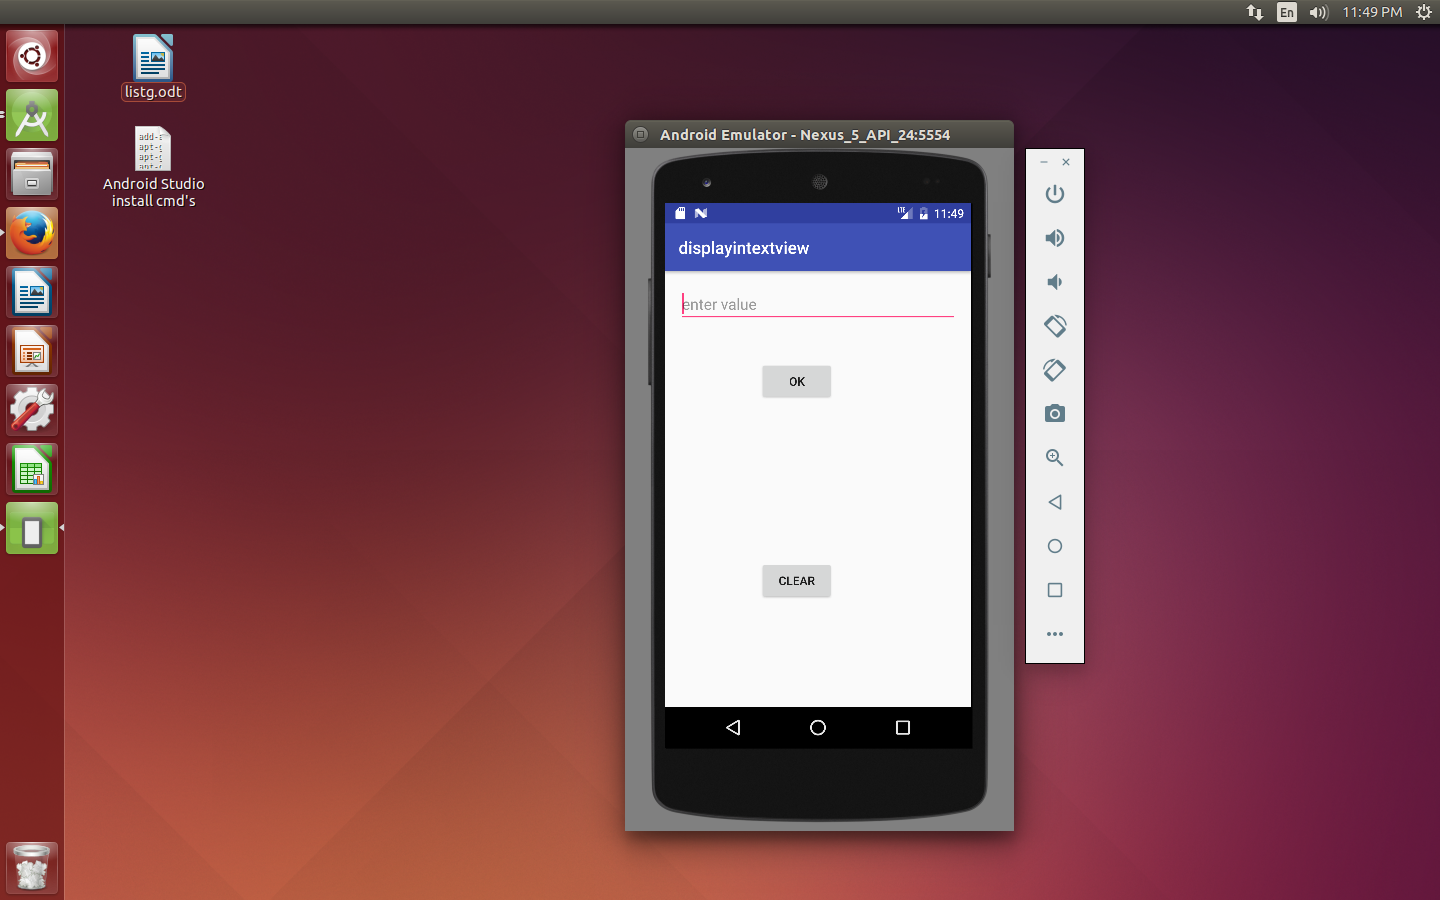 En
11:49 PM
listg.odt
add-
apt-g
apt-g
Android Studio
install cmd's
Android Emulator - Nexus_5_API_24:5554
LTE
11:49
displayintextview
enter value
OK
CLEAR